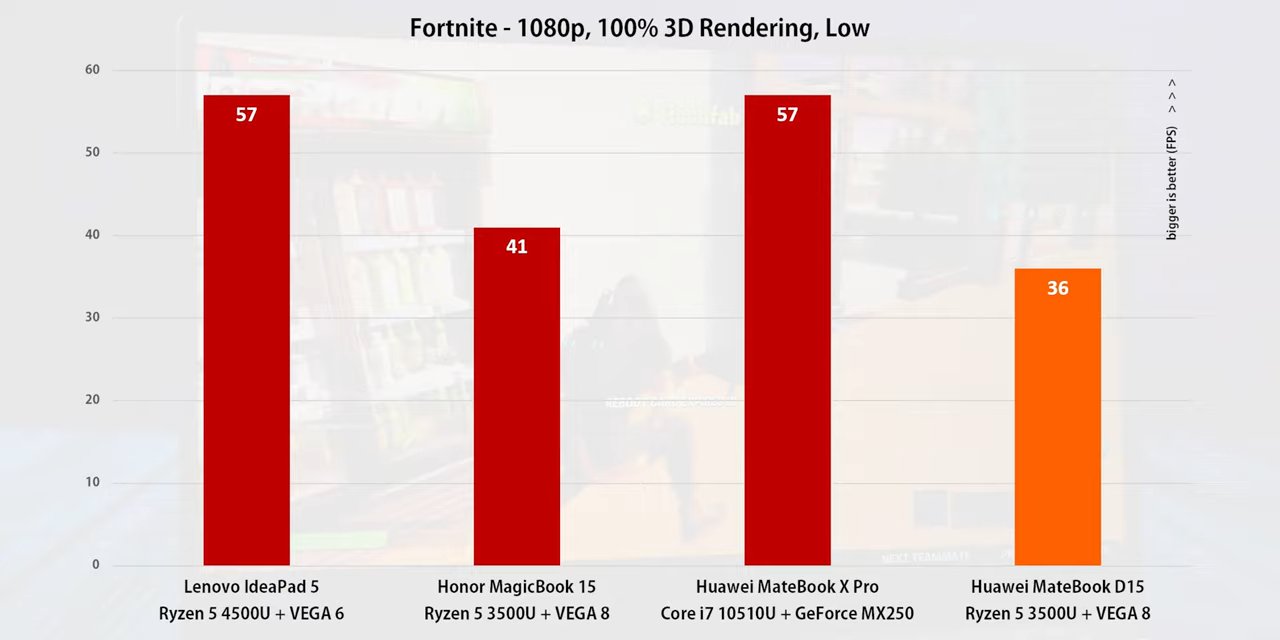 Fortnite - 1080p, 100% 3D Rendering, Low
60
50
40
30
20
10
0
57
41
57
36
bigger is better (FPS) > > >
Lenovo IdeaPad 5
Ryzen 5 4500U + VEGA 6
Honor MagicBook 15
Ryzen 5 3500U + VEGA 8
Huawei MateBook X Pro
Core i7 10510U + GeForce MX250
Huawei MateBook D15
Ryzen 5 3500U + VEGA 8
NEXT TEAMMATE